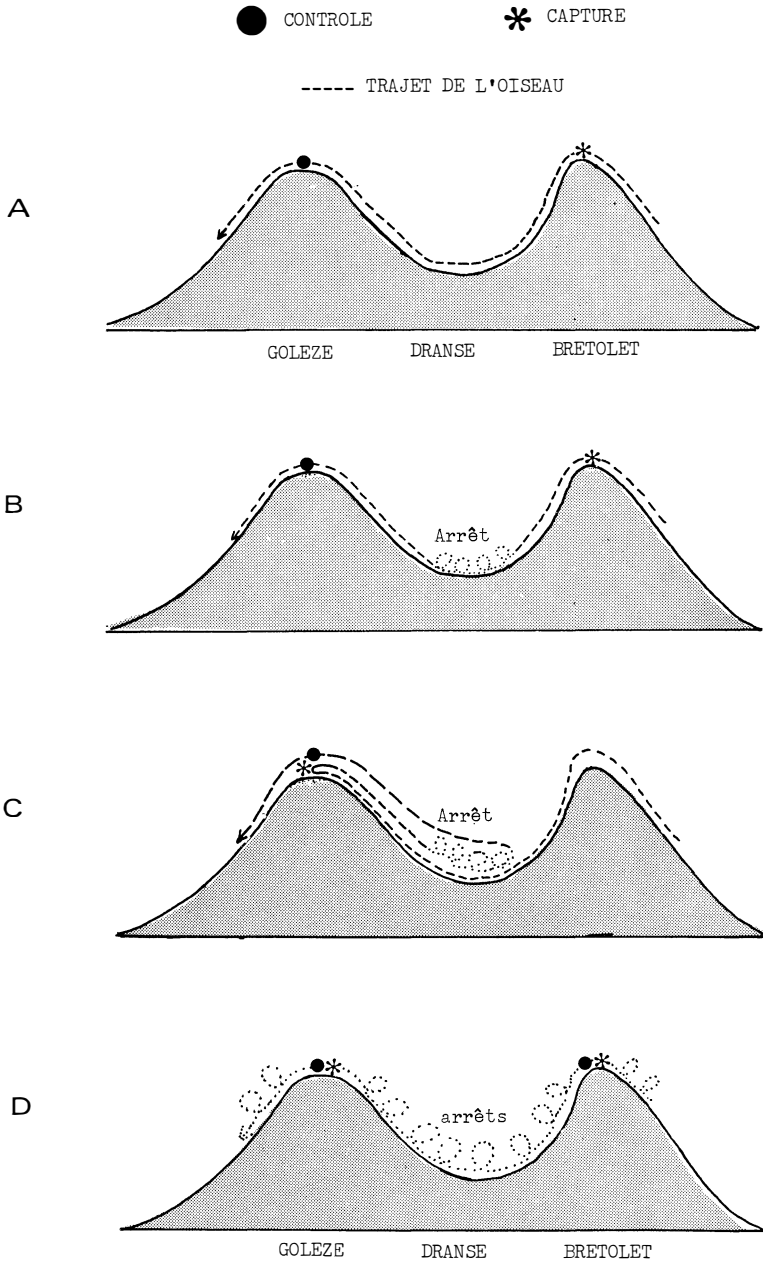 CONTROLE CAPTURE
TRAJET DE L'OISEAU
A
GOLEZE DRANSE BRETOLET
B
Arrêt
C
Arrêt
D
arrêts
GOLEZE DRANSE BRETOLET